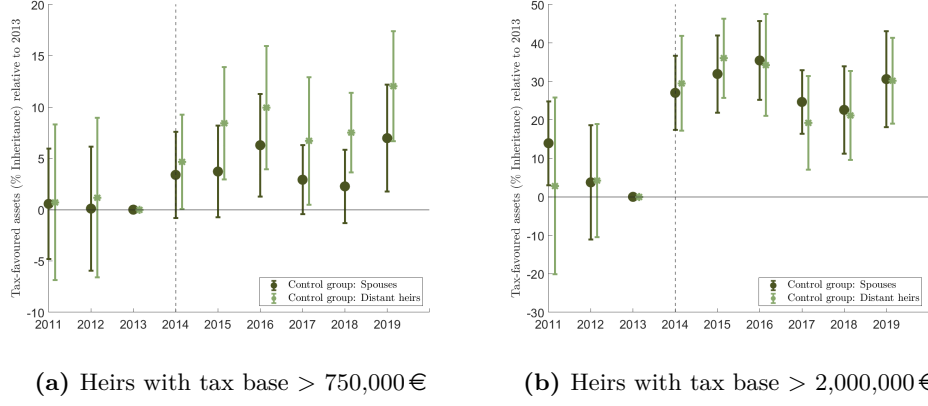 Tax-favoured assets (% Inheritance) relative to 2013
20
15
10
5
0
-5
-10
2011 2012 2013 2014 2015 2016 2017 2018 2019
Control group: Spouses
Control group: Distant heirs
(a) Heirs with tax base > 750,000 €
Tax-favoured assets (% Inheritance) relative to 2013
50
40
30
20
10
0
-10
-20
-30
2011 2012 2013 2014 2015 2016 2017 2018 2019
Control group: Spouses
Control group: Distant heirs
(b) Heirs with tax base > 2,000,000 €